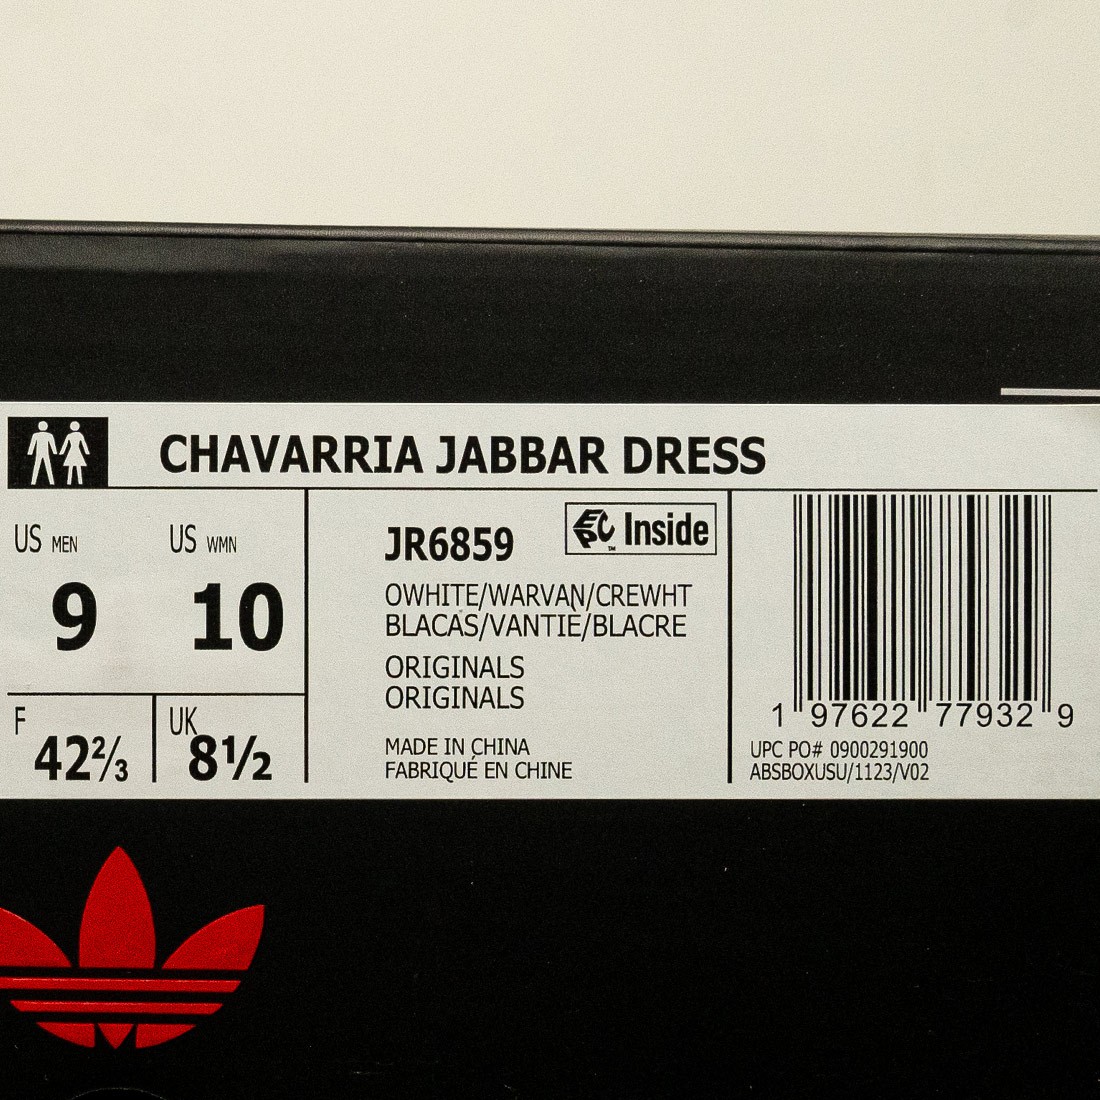 CHAVARRIA JABBAR DRESS
US MEN
9
US WMN
10
F
42⅔
UK
8½
JR6859
EPC™ Inside
OWHITE/WARVAN/CREWHT
BLACAS/VANTIÈ/BLACRE
ORIGINALS
ORIGINALS
MADE IN CHINA
FABRIQUÉ EN CHINE
1 97622 77932 9
UPC PO# 0900291900
ABSBOXUSU/1123/V02